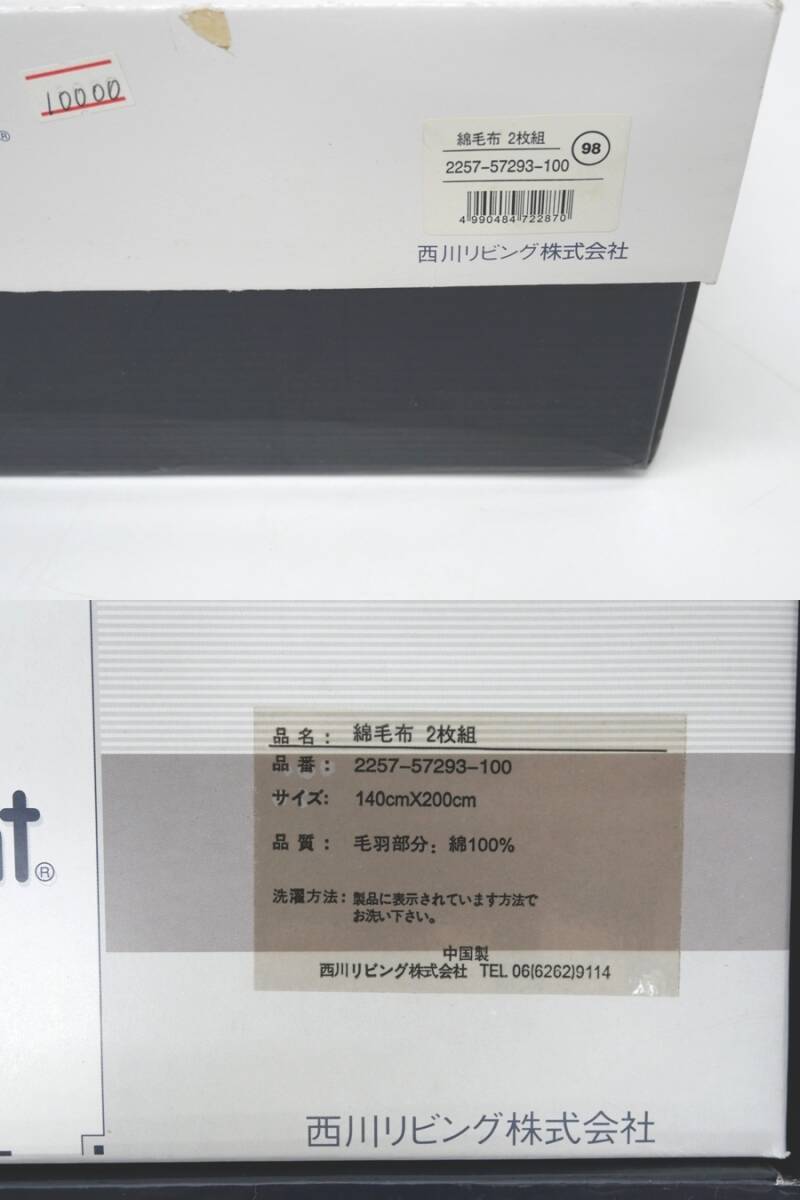 10000
®
綿毛布 2枚組
98
2257-57293-100
4 990484 722870
西川リビング株式会社
品名: 綿毛布 2枚組
品番: 2257-57293-100
サイズ: 140cmX200cm
品質: 毛羽部分: 綿100%
洗濯方法: 製品に表示されています方法で
お洗い下さい。
中国製
西川リビング株式会社 TEL 06(6262)9114
®
西川リビング株式会社